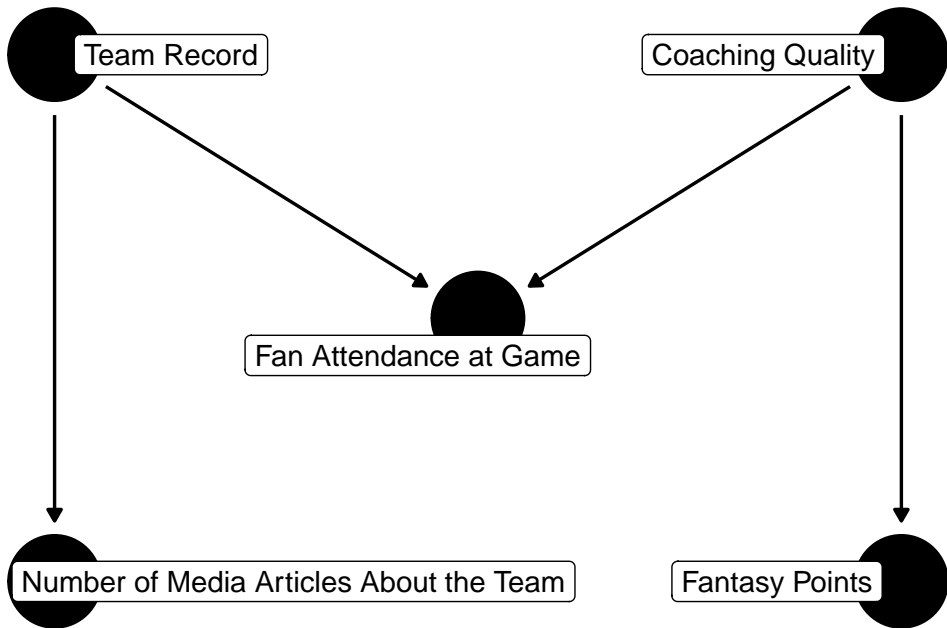 Team Record
Coaching Quality
Fan Attendance at Game
Number of Media Articles About the Team
Fantasy Points